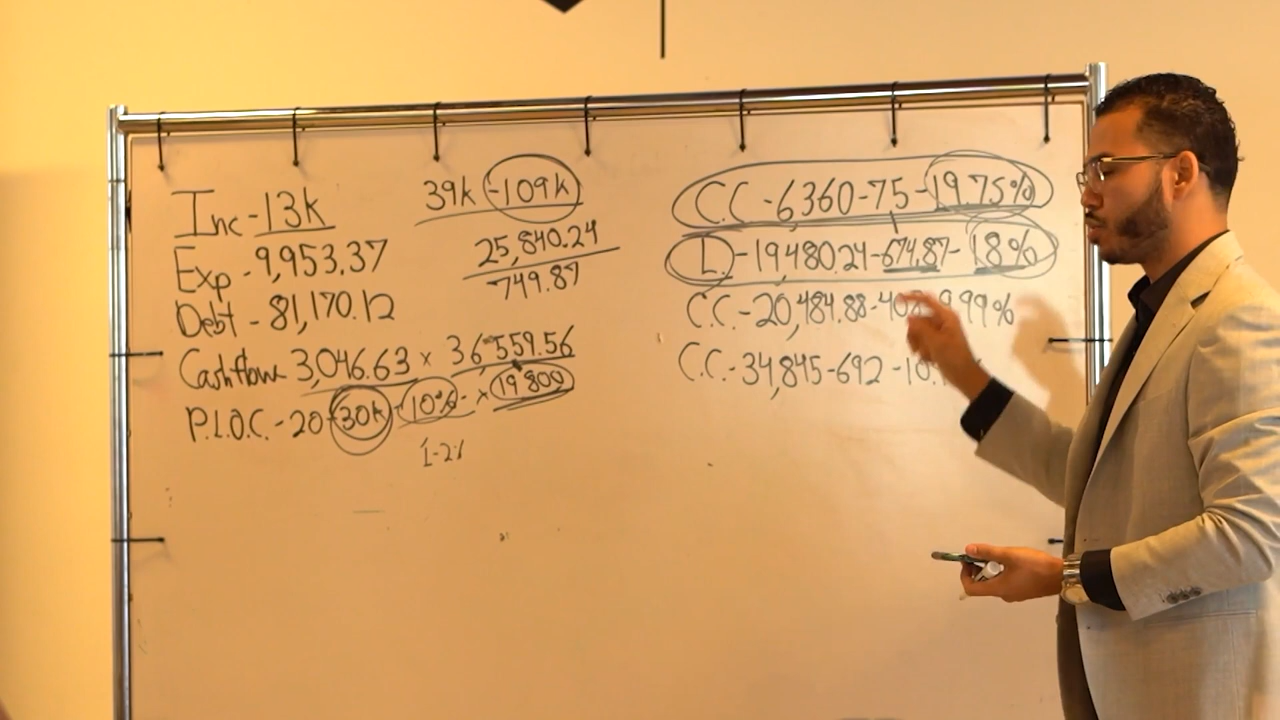 Inc - 13k
Exp - 9,953.37
Debt - 81,170.12
Cashflow 3,046.63 x 36 559.56
P.L.O.C. - 20-30k - 10% - x 19 800
1-2%
39k -109k
25,840.24
749.87
C.C - 6,360 - 75 - 19.75%
L. - 19,480.24 - 674.87 - 18%
C.C. - 20,484.88 - 9.99%
C.C. - 34,845 - 692 -